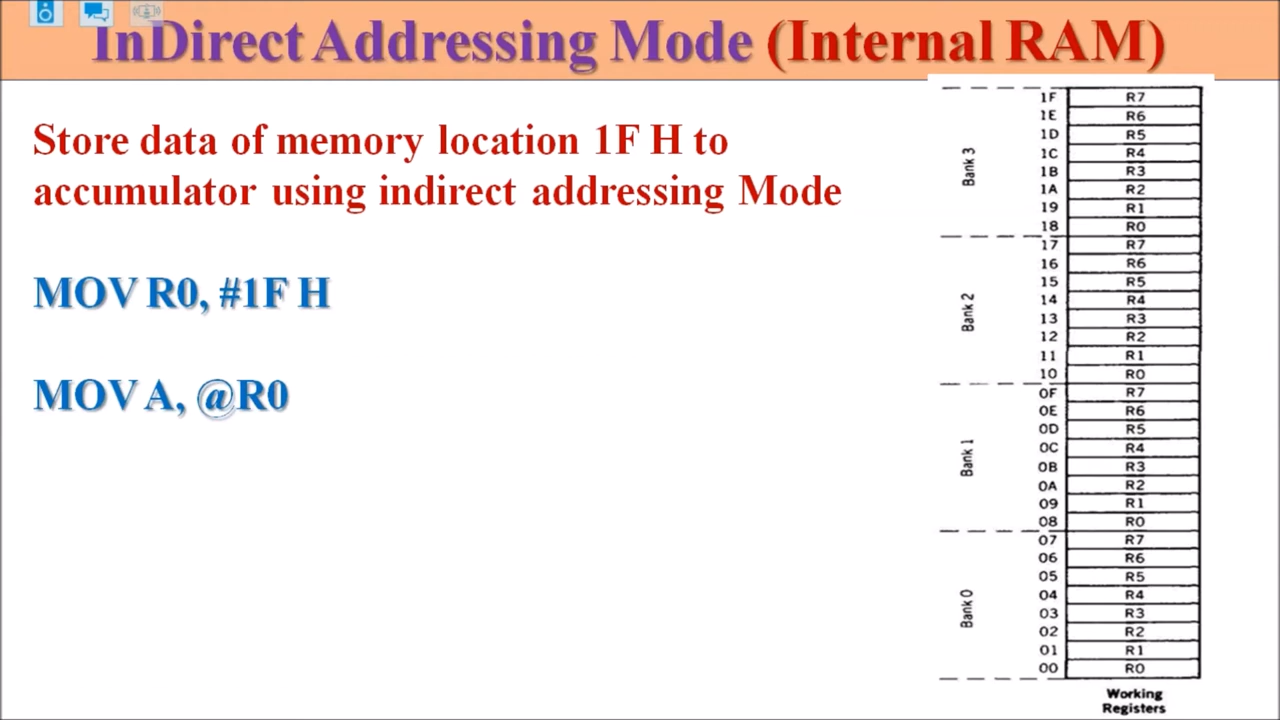 InDirect Addressing Mode (Internal RAM)
Store data of memory location 1F H to
accumulator using indirect addressing Mode
MOV R0, #1F H
MOV A, @R0
Bank 3
1F R7
1E R6
1D R5
1C R4
1B R3
1A R2
19 R1
18 R0
Bank 2
17 R7
16 R6
15 R5
14 R4
13 R3
12 R2
11 R1
10 R0
Bank 1
0F R7
0E R6
0D R5
0C R4
0B R3
0A R2
09 R1
08 R0
Bank 0
07 R7
06 R6
05 R5
04 R4
03 R3
02 R2
01 R1
00 R0
Working
Registers